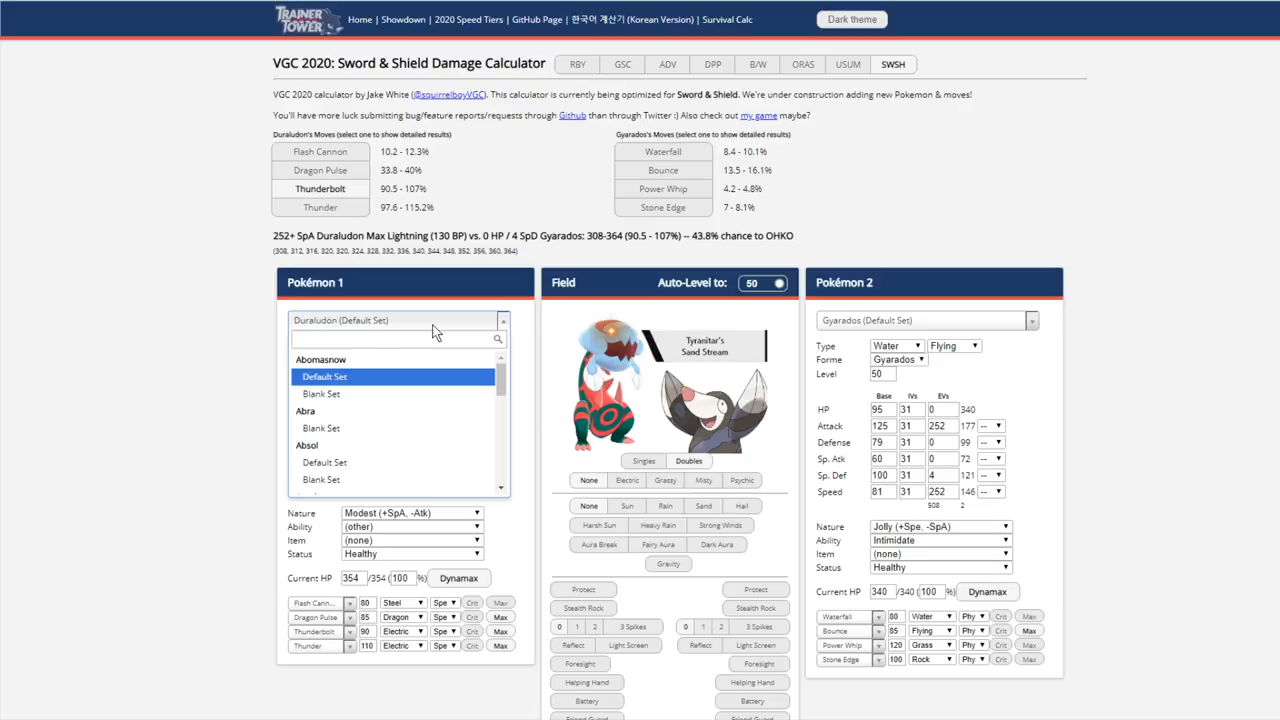 TRAINER TOWER
Home | Showdown | 2020 Speed Tiers | GitHub Page | 한국어 계산기 (Korean Version) | Survival Calc
Dark theme
VGC 2020: Sword & Shield Damage Calculator
RBY GSC ADV DPP B/W ORAS USUM SWSH
VGC 2020 calculator by Jake White (@squirrelboyVGC). This calculator is currently being optimized for Sword & Shield. We're under construction adding new Pokemon & moves!
You'll have more luck submitting bug/feature reports/requests through Github than through Twitter :) Also check out my game maybe?
Duraludon's Moves (select one to show detailed results)
Flash Cannon 10.2 - 12.3%
Dragon Pulse 33.8 - 40%
Thunderbolt 90.5 - 107%
Thunder 97.6 - 115.2%
Gyarados's Moves (select one to show detailed results)
Waterfall 8.4 - 10.1%
Bounce 13.5 - 16.1%
Power Whip 4.2 - 4.8%
Stone Edge 7 - 8.1%
252+ SpA Duraludon Max Lightning (130 BP) vs. 0 HP / 4 SpD Gyarados: 308-364 (90.5 - 107%) -- 43.8% chance to OHKO
(308, 312, 316, 320, 320, 324, 328, 332, 336, 340, 344, 348, 352, 356, 360, 364)
Pokémon 1
Duraludon (Default Set)
Abomasnow
Default Set
Blank Set
Abra
Blank Set
Absol
Default Set
Blank Set
Nature Modest (+SpA, -Atk)
Ability (other)
Item (none)
Status Healthy
Current HP 354 /354 ( 100 %) Dynamax
Flash Cann... 80 Steel Spe Crit Max
Dragon Pulse 85 Dragon Spe Crit Max
Thunderbolt 90 Electric Spe Crit Max
Thunder 110 Electric Spe Crit Max
Field Auto-Level to: 50
Tyranitar's
Sand Stream
Singles Doubles
None Electric Grassy Misty Psychic
None Sun Rain Sand Hail
Harsh Sun Heavy Rain Strong Winds
Aura Break Fairy Aura Dark Aura
Gravity
Protect Protect
Stealth Rock Stealth Rock
0 1 2 3 Spikes 0 1 2 3 Spikes
Reflect Light Screen Reflect Light Screen
Foresight Foresight
Helping Hand Helping Hand
Battery Battery
Friend Guard Friend Guard
Pokémon 2
Gyarados (Default Set)
Type Water Flying
Forme Gyarados
Level 50
Base IVs EVs
HP 95 31 0 340
Attack 125 31 252 177 --
Defense 79 31 0 99 --
Sp. Atk 60 31 0 72 --
Sp. Def 100 31 4 121 --
Speed 81 31 252 146 --
508 2
Nature Jolly (+Spe, -SpA)
Ability Intimidate
Item (none)
Status Healthy
Current HP 340 /340 ( 100 %) Dynamax
Waterfall 80 Water Phy Crit Max
Bounce 85 Flying Phy Crit Max
Power Whip 120 Grass Phy Crit Max
Stone Edge 100 Rock Phy Crit Max